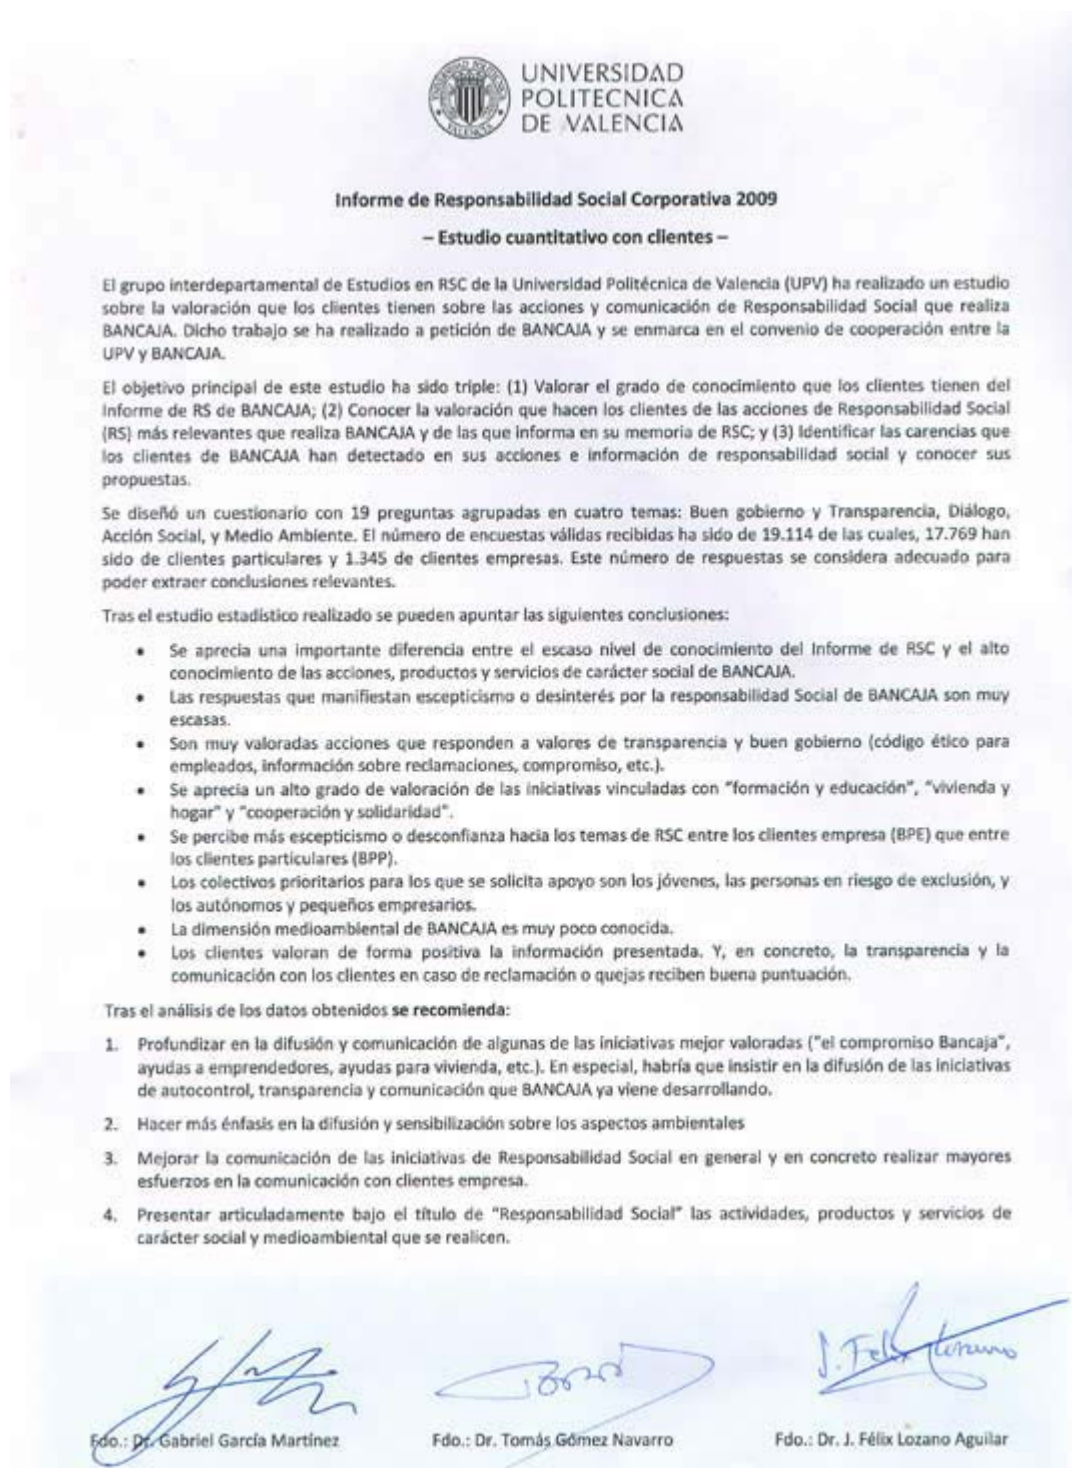 UNIVERSIDAD
POLITECNICA
DE VALENCIA
Informe de Responsabilidad Social Corporativa 2009
– Estudio cuantitativo con clientes –
El grupo interdepartamental de Estudios en RSC de la Universidad Politécnica de Valencia (UPV) ha realizado un estudio
sobre la valoración que los clientes tienen sobre las acciones y comunicación de Responsabilidad Social que realiza
BANCAJA. Dicho trabajo se ha realizado a petición de BANCAJA y se enmarca en el convenio de cooperación entre la
UPV y BANCAJA.
El objetivo principal de este estudio ha sido triple: (1) Valorar el grado de conocimiento que los clientes tienen del
Informe de RS de BANCAJA; (2) Conocer la valoración que hacen los clientes de las acciones de Responsabilidad Social
(RS) más relevantes que realiza BANCAJA y de las que informa en su memoria de RSC; y (3) Identificar las carencias que
los clientes de BANCAJA han detectado en sus acciones e información de responsabilidad social y conocer sus
propuestas.
Se diseñó un cuestionario con 19 preguntas agrupadas en cuatro temas: Buen gobierno y Transparencia, Diálogo,
Acción Social, y Medio Ambiente. El número de encuestas válidas recibidas ha sido de 19.114 de las cuales, 17.769 han
sido de clientes particulares y 1.345 de clientes empresas. Este número de respuestas se considera adecuado para
poder extraer conclusiones relevantes.
Tras el estudio estadístico realizado se pueden apuntar las siguientes conclusiones:
• Se aprecia una importante diferencia entre el escaso nivel de conocimiento del Informe de RSC y el alto
conocimiento de las acciones, productos y servicios de carácter social de BANCAJA.
• Las respuestas que manifiestan escepticismo o desinterés por la responsabilidad Social de BANCAJA son muy
escasas.
• Son muy valoradas acciones que responden a valores de transparencia y buen gobierno (código ético para
empleados, información sobre reclamaciones, compromiso, etc.).
• Se aprecia un alto grado de valoración de las iniciativas vinculadas con "formación y educación", "vivienda y
hogar" y "cooperación y solidaridad".
• Se percibe más escepticismo o desconfianza hacia los temas de RSC entre los clientes empresa (BPE) que entre
los clientes particulares (BPP).
• Los colectivos prioritarios para los que se solicita apoyo son los jóvenes, las personas en riesgo de exclusión, y
los autónomos y pequeños empresarios.
• La dimensión medioambiental de BANCAJA es muy poco conocida.
• Los clientes valoran de forma positiva la información presentada. Y, en concreto, la transparencia y la
comunicación con los clientes en caso de reclamación o quejas reciben buena puntuación.
Tras el análisis de los datos obtenidos se recomienda:
1. Profundizar en la difusión y comunicación de algunas de las iniciativas mejor valoradas ("el compromiso Bancaja",
ayudas a emprendedores, ayudas para vivienda, etc.). En especial, habría que insistir en la difusión de las iniciativas
de autocontrol, transparencia y comunicación que BANCAJA ya viene desarrollando.
2. Hacer más énfasis en la difusión y sensibilización sobre los aspectos ambientales
3. Mejorar la comunicación de las iniciativas de Responsabilidad Social en general y en concreto realizar mayores
esfuerzos en la comunicación con clientes empresa.
4. Presentar articuladamente bajo el título de "Responsabilidad Social" las actividades, productos y servicios de
carácter social y medioambiental que se realicen.
J. Felix Lozano
Fdo.: Dr. Gabriel García Martínez
Fdo.: Dr. Tomás Gómez Navarro
Fdo.: Dr. J. Félix Lozano Aguilar